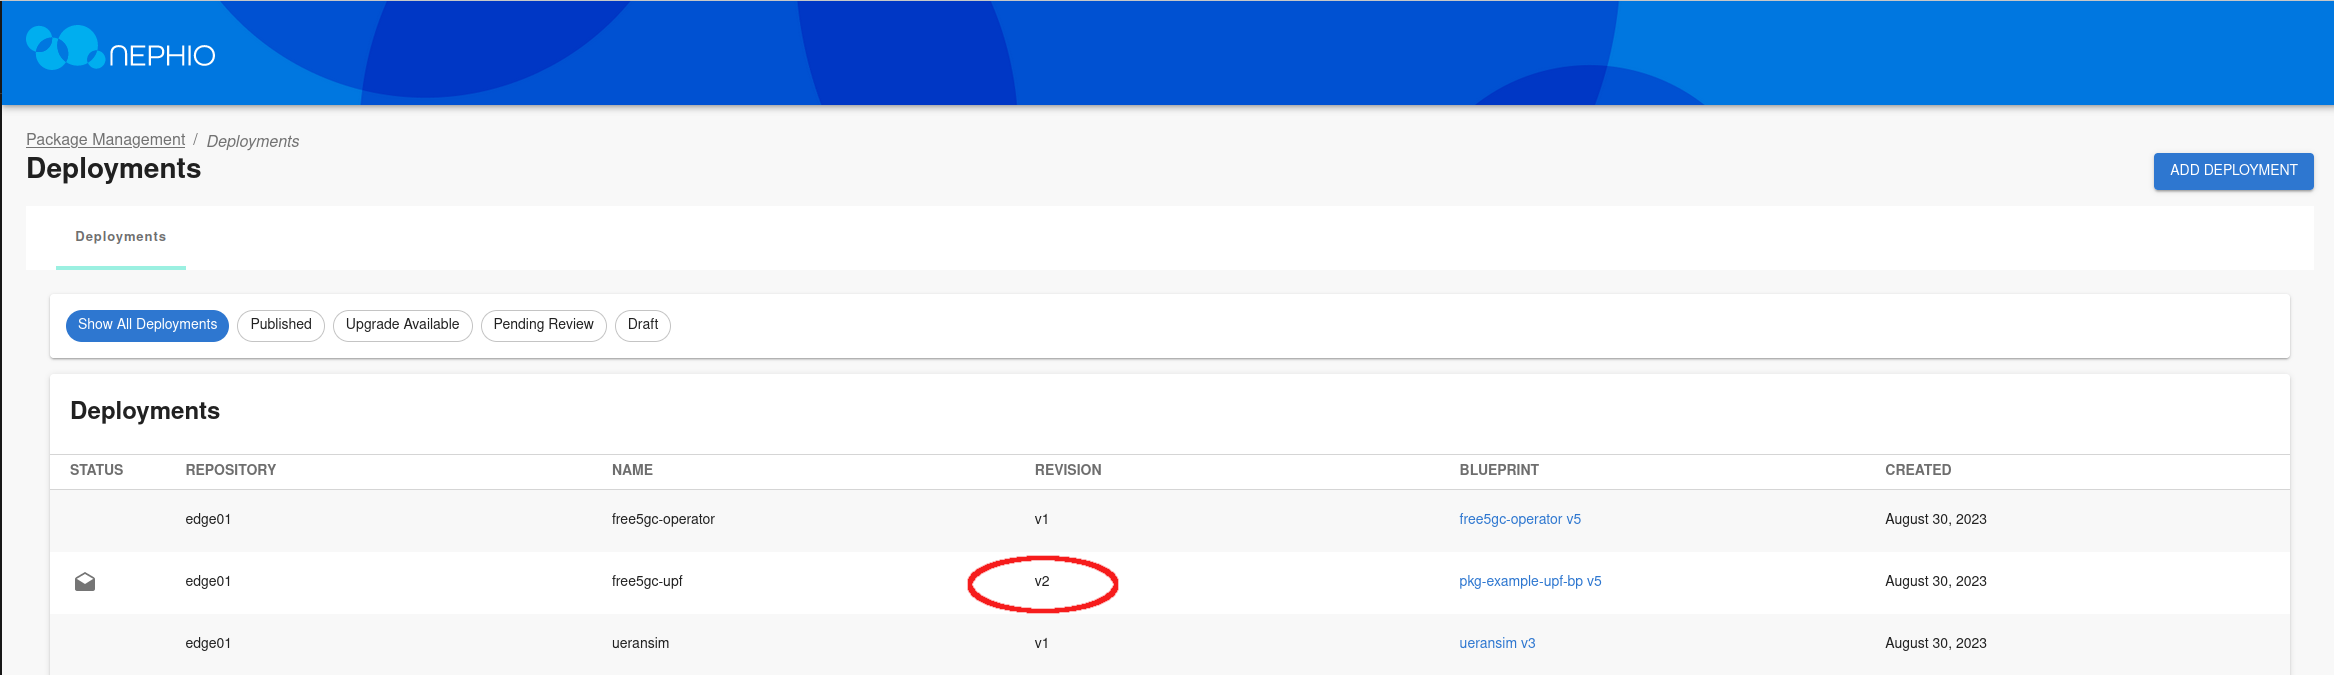 NEPHIO
Package Management / Deployments
Deployments
ADD DEPLOYMENT
Deployments
Show All Deployments Published Upgrade Available Pending Review Draft
Deployments
STATUS REPOSITORY NAME REVISION BLUEPRINT CREATED
edge01 free5gc-operator v1 free5gc-operator v5 August 30, 2023
edge01 free5gc-upf v2 pkg-example-upf-bp v5 August 30, 2023
edge01 ueransim v1 ueransim v3 August 30, 2023